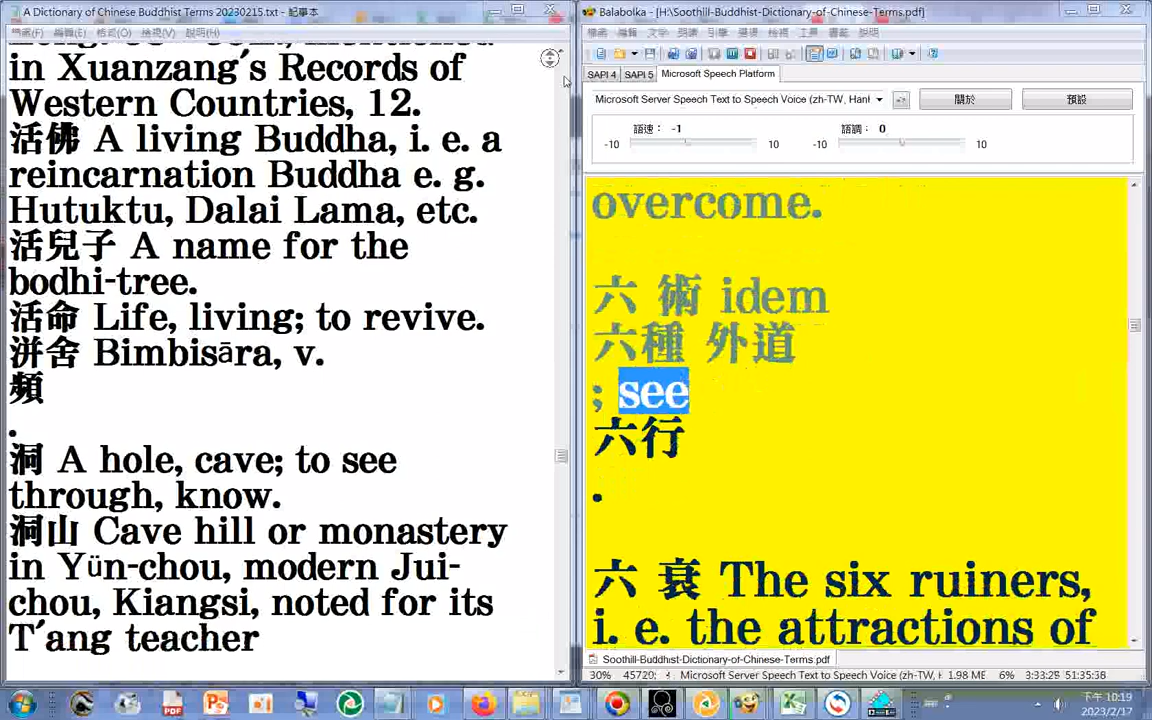 A Dictionary of Chinese Buddhist Terms 20230215.txt - 記事本
in Xuanzang's Records of
Western Countries, 12.
活佛 A living Buddha, i. e. a
reincarnation Buddha e. g.
Hutuktu, Dalai Lama, etc.
活兒子 A name for the
bodhi-tree.
活命 Life, living; to revive.
洴舍 Bimbisāra, v.
頻
.
洞 A hole, cave; to see
through, know.
洞山 Cave hill or monastery
in Yün-chou, modern Jui-
chou, Kiangsi, noted for its
T'ang teacher
Balabolka - [H:\Soothill-Buddhist-Dictionary-of-Chinese-Terms.pdf]
SAPI 4 SAPI 5 Microsoft Speech Platform
Microsoft Server Speech Text to Speech Voice (zh-TW, Hanl
關於
預設
語速： -1
語調： 0
-10 10 -10 10
overcome.
六 術 idem
六種 外道
; see
六行
.
六 衰 The six ruiners,
i. e. the attractions of
Soothill-Buddhist-Dictionary-of-Chinese-Terms.pdf
30% 45720; Microsoft Server Speech Text to Speech Voice (zh-TW, 1.98 ME 6% 3:33:2 51:35:38
下午 10:19
2023/2/17